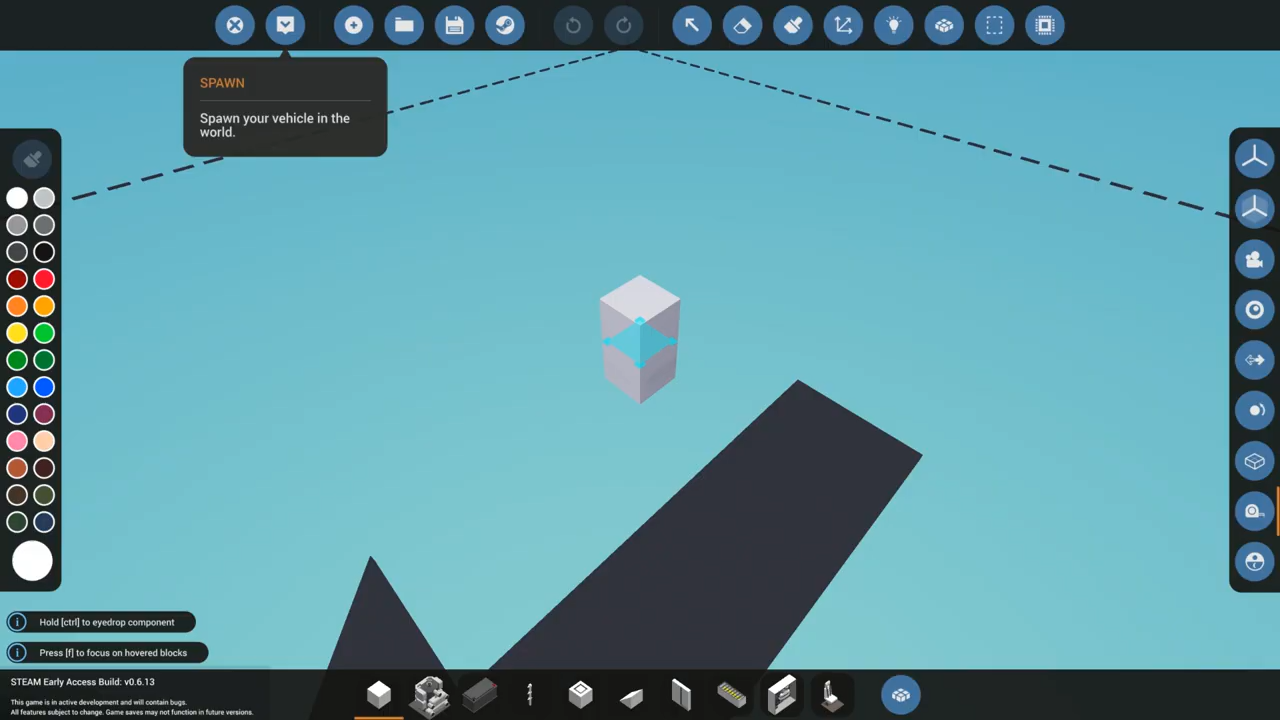 SPAWN
Spawn your vehicle in the
world.
Hold [ctrl] to eyedrop component
Press [f] to focus on hovered blocks
STEAM Early Access Build: v0.6.13
This game is in active development and will contain bugs.
All features subject to change. Game saves may not function in future versions.